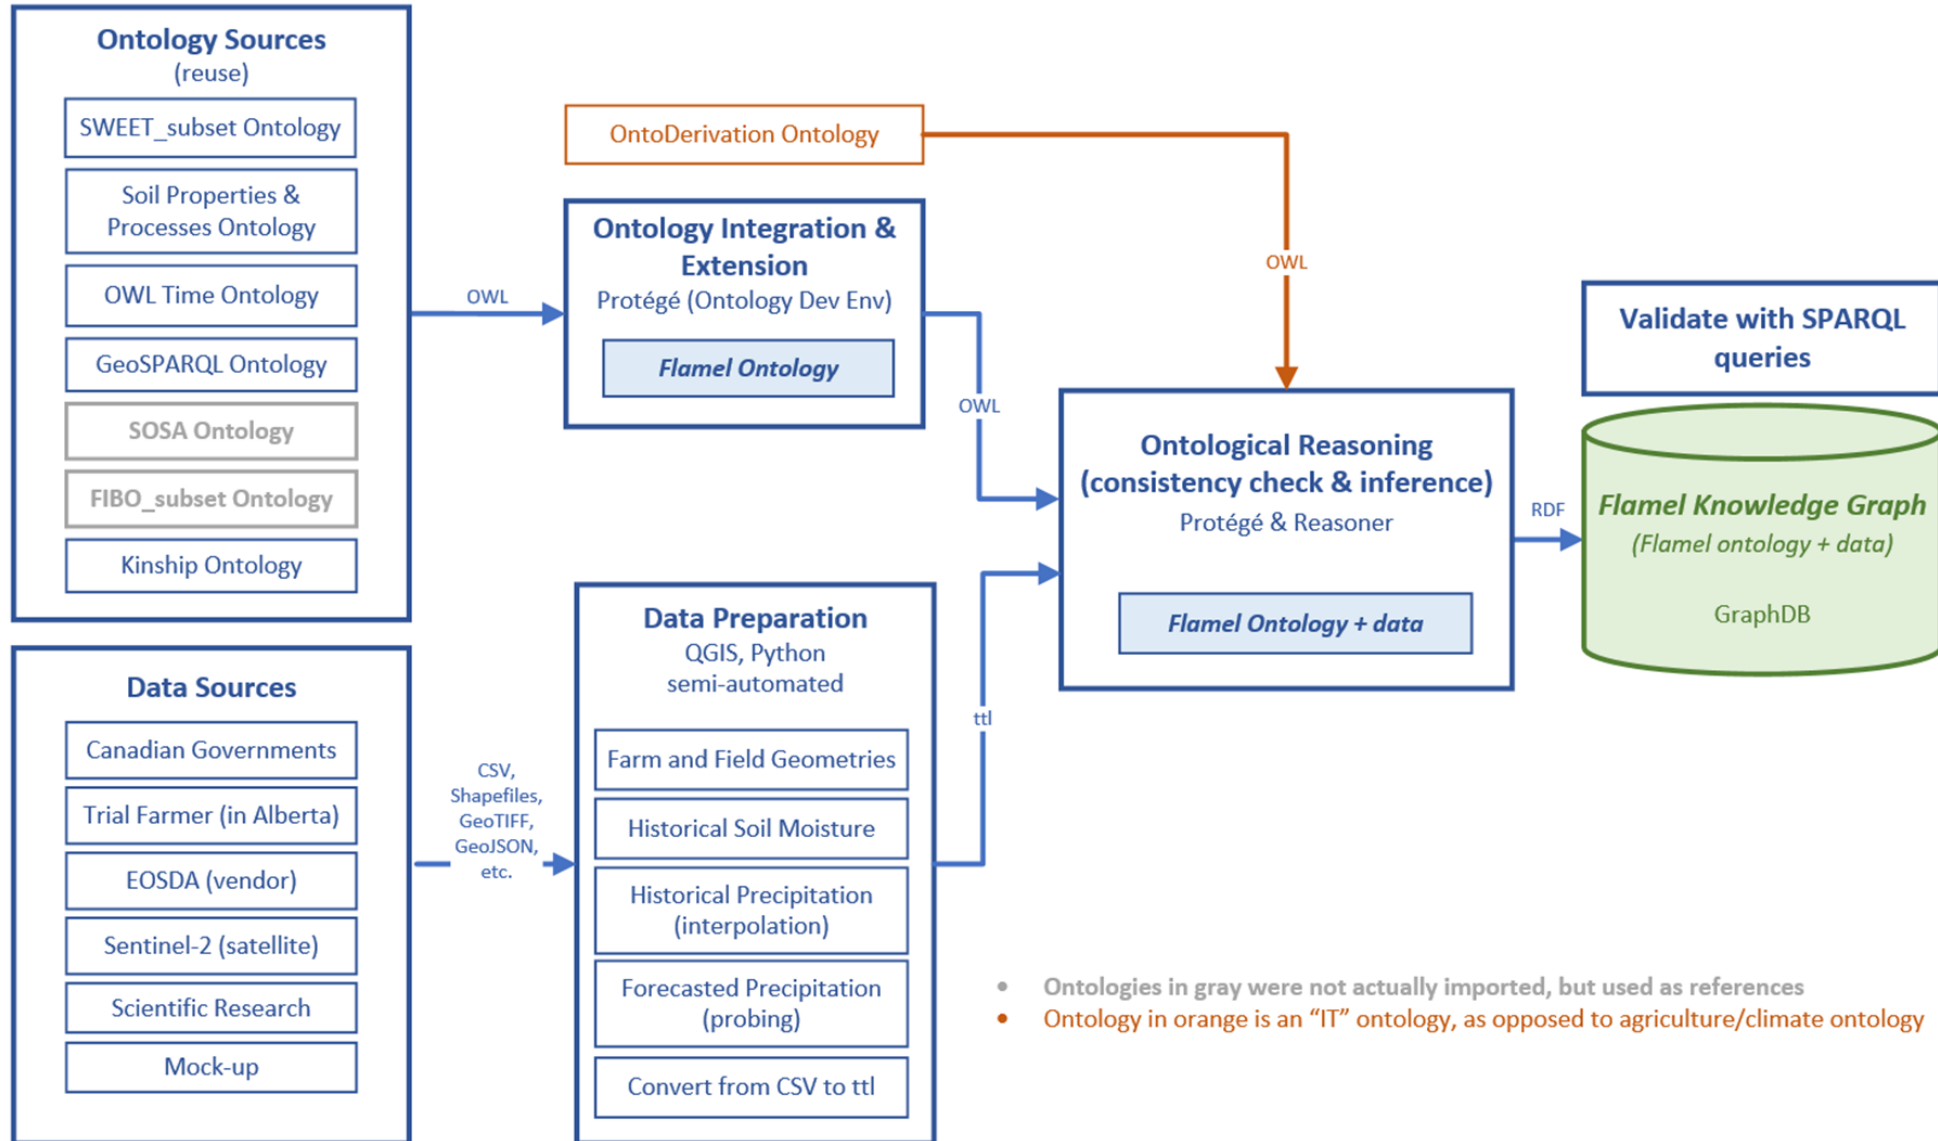 Ontology Sources
(reuse)
SWEET_subset Ontology
Soil Properties &
Processes Ontology
OWL Time Ontology
GeoSPARQL Ontology
SOSA Ontology
FIBO_subset Ontology
Kinship Ontology
OWL
OntoDerivation Ontology
OWL
Ontology Integration &
Extension
Protégé (Ontology Dev Env)
Flamel Ontology
OWL
Data Sources
Canadian Governments
Trial Farmer (in Alberta)
EOSDA (vendor)
Sentinel-2 (satellite)
Scientific Research
Mock-up
CSV,
Shapefiles,
GeoTIFF,
GeoJSON,
etc.
Data Preparation
QGIS, Python
semi-automated
Farm and Field Geometries
Historical Soil Moisture
Historical Precipitation
(interpolation)
Forecasted Precipitation
(probing)
Convert from CSV to ttl
ttl
Ontological Reasoning
(consistency check & inference)
Protégé & Reasoner
Flamel Ontology + data
RDF
Validate with SPARQL
queries
Flamel Knowledge Graph
(Flamel ontology + data)
GraphDB
• Ontologies in gray were not actually imported, but used as references
• Ontology in orange is an “IT” ontology, as opposed to agriculture/climate ontology